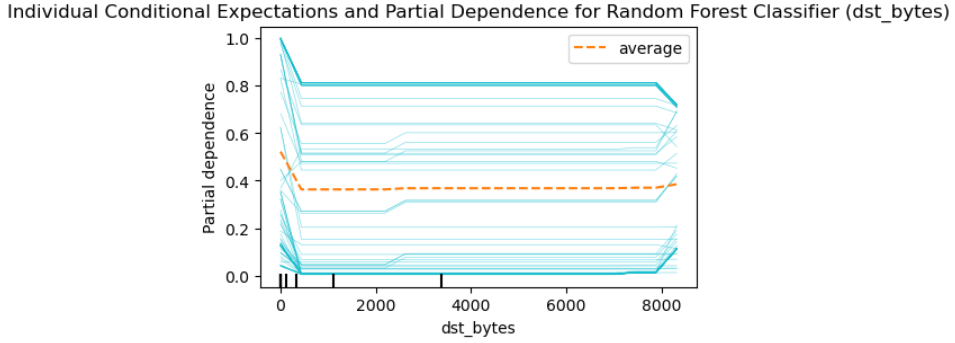 Individual Conditional Expectations and Partial Dependence for Random Forest Classifier (dst_bytes)
average
Partial dependence
1.0
0.8
0.6
0.4
0.2
0.0
0 2000 4000 6000 8000
dst_bytes